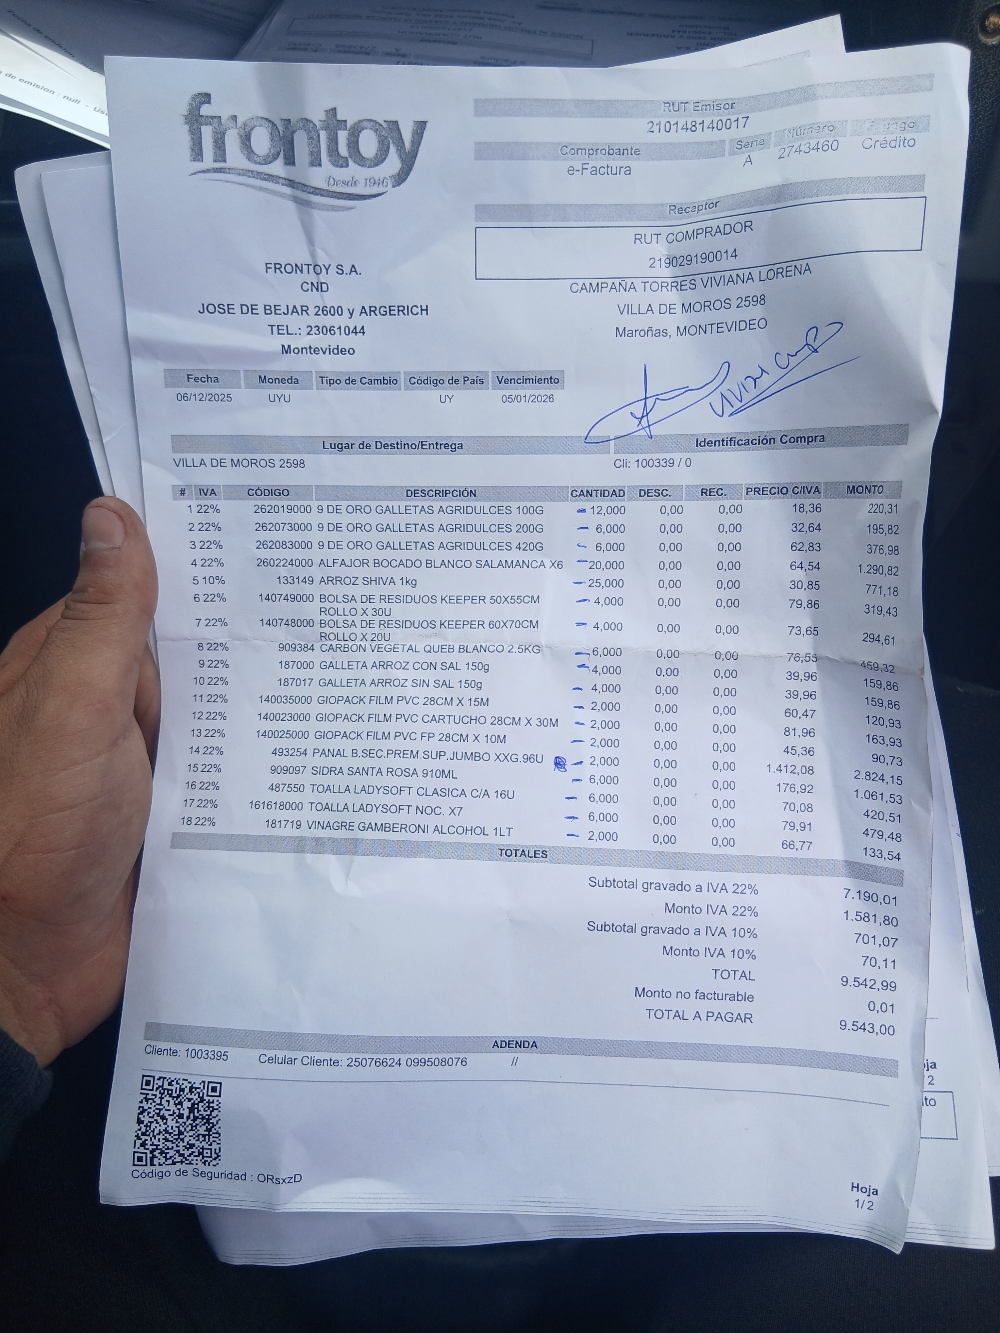 de emision : null - Usu
frontoy
Desde 1946
RUT Emisor
210148140017
Comprobante Serie Número F. Pago
e-Factura A 2743460 Crédito
Receptor
RUT COMPRADOR
219029190014
CAMPAÑA TORRES VIVIANA LORENA
VILLA DE MOROS 2598
Maroñas, MONTEVIDEO
FRONTOY S.A.
CND
JOSE DE BEJAR 2600 y ARGERICH
TEL.: 23061044
Montevideo
Fecha Moneda Tipo de Cambio Código de País Vencimiento
06/12/2025 UYU UY 05/01/2026
Lugar de Destino/Entrega Identificación Compra
VILLA DE MOROS 2598 Cli: 100339 / 0
# IVA CÓDIGO DESCRIPCIÓN CANTIDAD DESC. REC. PRECIO C/IVA MONTO
1 22% 262019000 9 DE ORO GALLETAS AGRIDULCES 100G 12,000 0,00 0,00 18,36 220,31
2 22% 262073000 9 DE ORO GALLETAS AGRIDULCES 200G 6,000 0,00 0,00 32,64 195,82
3 22% 262083000 9 DE ORO GALLETAS AGRIDULCES 420G 6,000 0,00 0,00 62,83 376,98
4 22% 260224000 ALFAJOR BOCADO BLANCO SALAMANCA X6 20,000 0,00 0,00 64,54 1.290,82
5 10% 133149 ARROZ SHIVA 1kg 25,000 0,00 0,00 30,85 771,18
6 22% 140749000 BOLSA DE RESIDUOS KEEPER 50X55CM 4,000 0,00 0,00 79,86 319,43
ROLLO X 30U
7 22% 140748000 BOLSA DE RESIDUOS KEEPER 60X70CM 4,000 0,00 0,00 73,65 294,61
ROLLO X 20U
8 22% 909384 CARBON VEGETAL QUEB BLANCO 2.5KG 6,000 0,00 0,00 76,55 459,32
9 22% 187000 GALLETA ARROZ CON SAL 150g 4,000 0,00 0,00 39,96 159,86
10 22% 187017 GALLETA ARROZ SIN SAL 150g 4,000 0,00 0,00 39,96 159,86
11 22% 140035000 GIOPACK FILM PVC 28CM X 15M 2,000 0,00 0,00 60,47 120,93
12 22% 140023000 GIOPACK FILM PVC CARTUCHO 28CM X 30M 2,000 0,00 0,00 81,96 163,93
13 22% 140025000 GIOPACK FILM PVC FP 28CM X 10M 2,000 0,00 0,00 45,36 90,73
14 22% 493254 PANAL B.SEC.PREM.SUP.JUMBO XXG.96U 2,000 0,00 0,00 1.412,08 2.824,15
15 22% 909097 SIDRA SANTA ROSA 910ML 6,000 0,00 0,00 176,92 1.061,53
16 22% 487550 TOALLA LADYSOFT CLASICA C/A 16U 6,000 0,00 0,00 70,08 420,51
17 22% 161618000 TOALLA LADYSOFT NOC. X7 6,000 0,00 0,00 79,91 479,48
18 22% 181719 VINAGRE GAMBERONI ALCOHOL 1LT 2,000 0,00 0,00 66,77 133,54
TOTALES
Subtotal gravado a IVA 22% 7.190,01
Monto IVA 22% 1.581,80
Subtotal gravado a IVA 10% 701,07
Monto IVA 10% 70,11
TOTAL 9.542,99
Monto no facturable 0,01
TOTAL A PAGAR 9.543,00
ADENDA
Cliente: 1003395 Celular Cliente: 25076624 099508076 //
Código de Seguridad : ORsxzD
Hoja
1/2